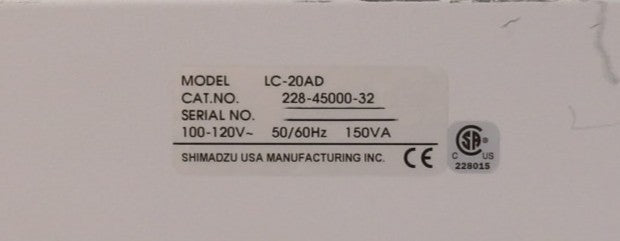 MODEL LC-20AD
CAT.NO. 228-45000-32
SERIAL NO.
100-120V~ 50/60Hz 150VA
SHIMADZU USA MANUFACTURING INC. CE
SA
C US
228015